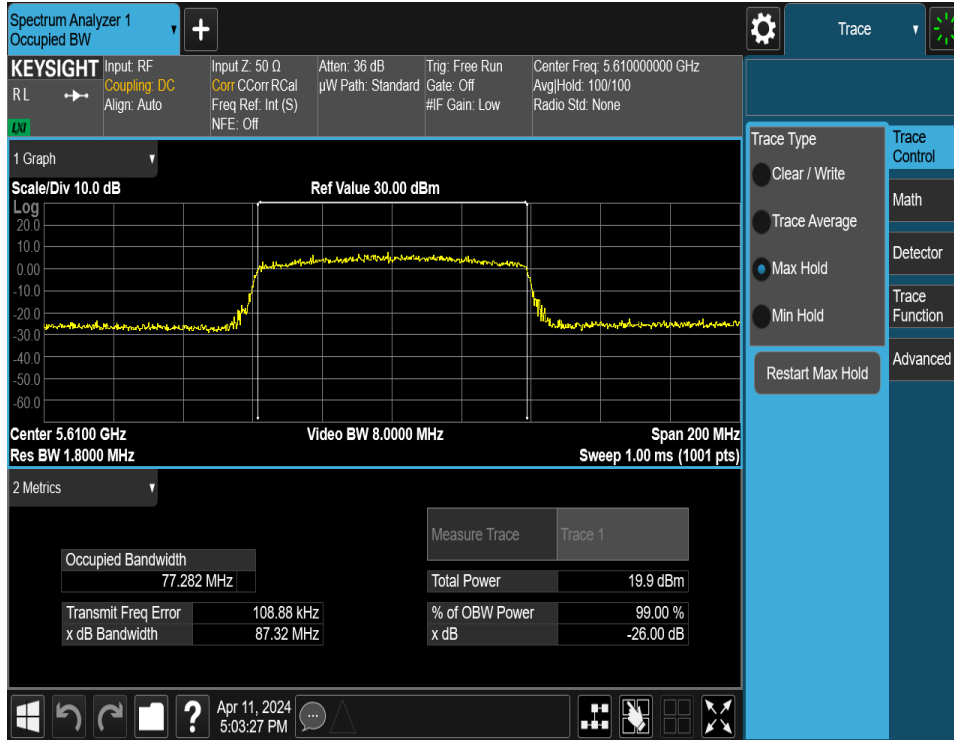 Spectrum Analyzer 1
Occupied BW
+
Trace
KEYSIGHT
R L
LXI
Input: RF
Coupling: DC
Align: Auto
Input Z: 50 Ω
Corr CCorr RCal
Freq Ref: Int (S)
NFE: Off
Atten: 36 dB
µW Path: Standard
Trig: Free Run
Gate: Off
#IF Gain: Low
Center Freq: 5.610000000 GHz
Avg|Hold: 100/100
Radio Std: None
1 Graph
Scale/Div 10.0 dB
Ref Value 30.00 dBm
Log
20.0
10.0
0.00
-10.0
-20.0
-30.0
-40.0
-50.0
-60.0
Center 5.6100 GHz
Video BW 8.0000 MHz
Span 200 MHz
Res BW 1.8000 MHz
Sweep 1.00 ms (1001 pts)
2 Metrics
Measure Trace
Trace 1
Occupied Bandwidth
77.282 MHz
Total Power
19.9 dBm
Transmit Freq Error
108.88 kHz
% of OBW Power
99.00 %
x dB Bandwidth
87.32 MHz
x dB
-26.00 dB
Trace Type
Clear / Write
Trace Average
Max Hold
Min Hold
Restart Max Hold
Trace
Control
Math
Detector
Trace
Function
Advanced
?
Apr 11, 2024
5:03:27 PM